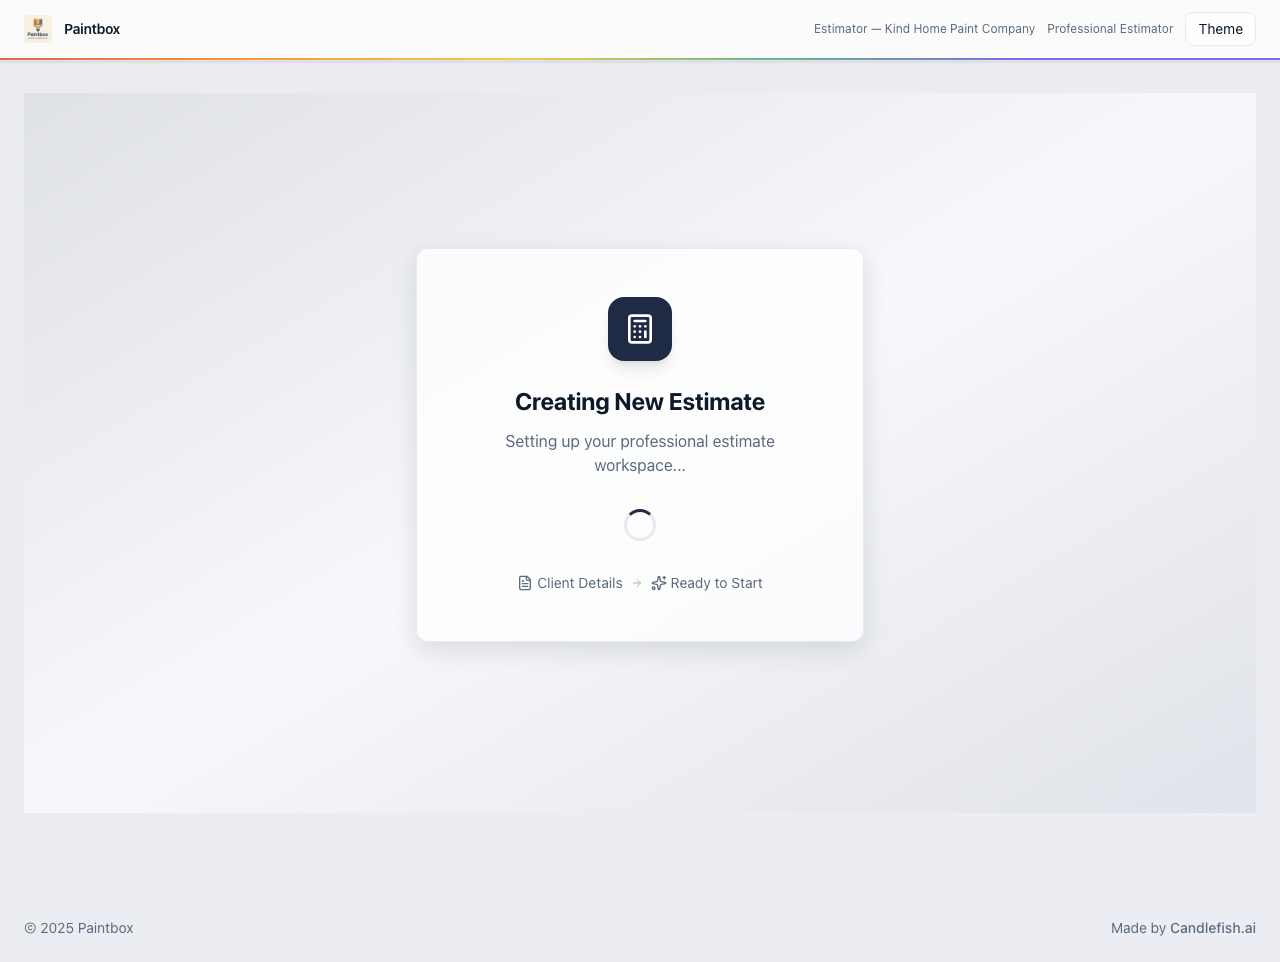 Paintbox
Paintbox
Estimator — Kind Home Paint Company
Professional Estimator
Theme
Creating New Estimate
Setting up your professional estimate
workspace...
Client Details
Ready to Start
© 2025 Paintbox
Made by Candlefish.ai